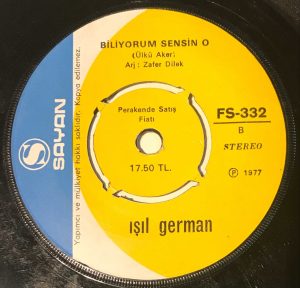 BİLİYORUM SENSİN O
(Ülkü Aker)
Arj : Zafer Dilek
Perakende Satış
Fiatı
17.50 TL.
FS-332
B
STEREO
℗ 1977
ışıl german
S SAYAN
Yapımcı ve mülkiyet hakkı saklıdır. Kopya edilemez.